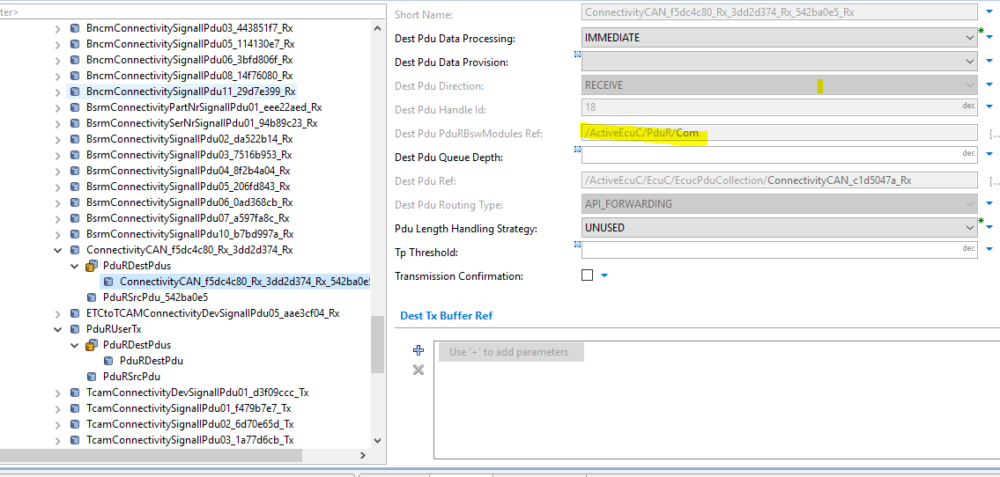 ter>
BncmConnectivitySignalIPdu03_443851f7_Rx
BncmConnectivitySignalIPdu05_114130e7_Rx
BncmConnectivitySignalIPdu06_3bfd806f_Rx
BncmConnectivitySignalIPdu08_14f76080_Rx
BncmConnectivitySignalIPdu11_29d7e399_Rx
BsrmConnectivityPartNrSignalIPdu01_eee22aed_Rx
BsrmConnectivitySerNrSignalIPdu01_94b89c23_Rx
BsrmConnectivitySignalIPdu02_da522b14_Rx
BsrmConnectivitySignalIPdu03_7516b953_Rx
BsrmConnectivitySignalIPdu04_8f2b4a04_Rx
BsrmConnectivitySignalIPdu05_206fd843_Rx
BsrmConnectivitySignalIPdu06_0ad368cb_Rx
BsrmConnectivitySignalIPdu07_a597fa8c_Rx
BsrmConnectivitySignalIPdu10_b7bd997a_Rx
ConnectivityCAN_f5dc4c80_Rx_3dd2d374_Rx
PduRDestPdus
ConnectivityCAN_f5dc4c80_Rx_3dd2d374_Rx_542ba0e5
PduRSrcPdu_542ba0e5
ETCtoTCAMConnectivityDevSignalIPdu05_aae3cf04_Rx
PduRUserTx
PduRDestPdus
PduRDestPdu
PduRSrcPdu
TcamConnectivityDevSignalIPdu01_d3f09ccc_Tx
TcamConnectivitySignalIPdu01_f479b7e7_Tx
TcamConnectivitySignalIPdu02_6d70e65d_Tx
TcamConnectivitySignalIPdu03_1a77d6cb_Tx
Short Name: ConnectivityCAN_f5dc4c80_Rx_3dd2d374_Rx_542ba0e5_Rx
Dest Pdu Data Processing: IMMEDIATE
Dest Pdu Data Provision:
Dest Pdu Direction: RECEIVE
Dest Pdu Handle Id: 18 dec
Dest Pdu PduRBswModules Ref: /ActiveEcuC/PduR/Com [...
Dest Pdu Queue Depth: dec
Dest Pdu Ref: /ActiveEcuC/EcuC/EcucPduCollection/ConnectivityCAN_c1d5047a_Rx [...
Dest Pdu Routing Type: API_FORWARDING
Pdu Length Handling Strategy: UNUSED
Tp Threshold: dec
Transmission Confirmation:
Dest Tx Buffer Ref
Use '+' to add parameters